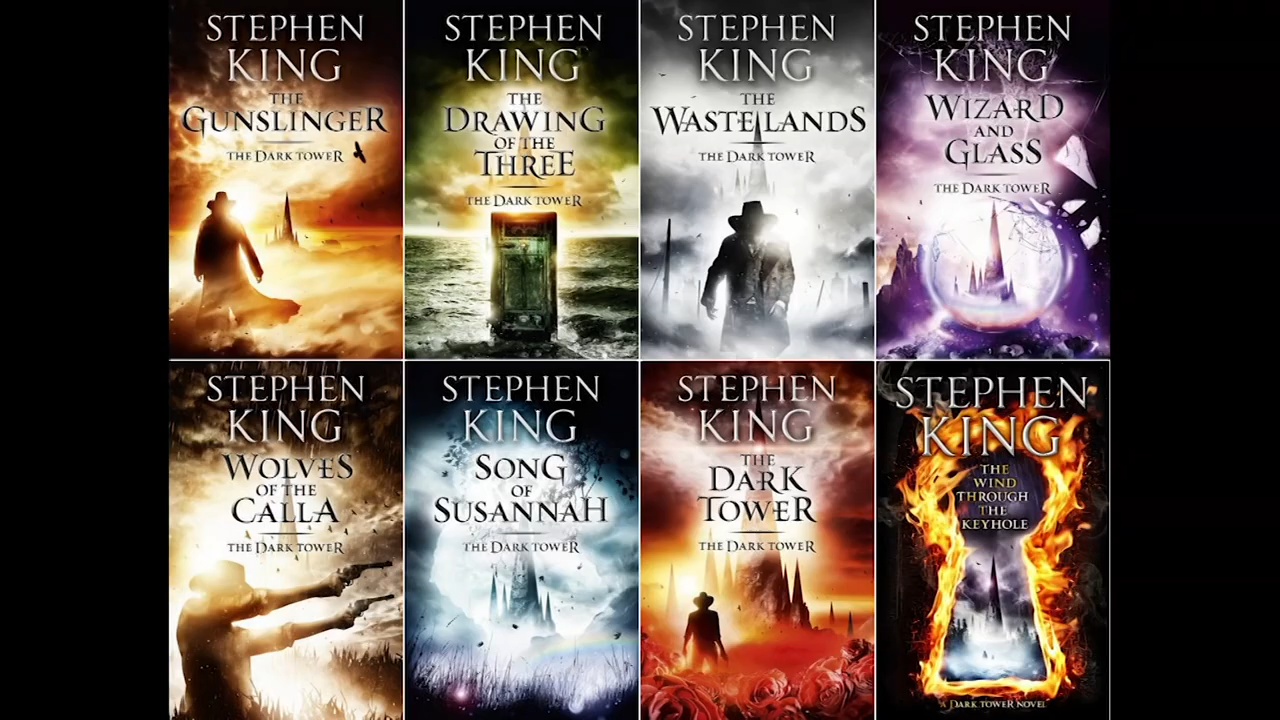 STEPHEN
KING
THE
GUNSLINGER
THE DARK TOWER
STEPHEN
KING
THE
DRAWING
OF THE
THREE
THE DARK TOWER
STEPHEN
KING
THE
WASTE LANDS
THE DARK TOWER
STEPHEN
KING
WIZARD
AND
GLASS
THE DARK TOWER
STEPHEN
KING
WOLVES
OF THE
CALLA
THE DARK TOWER
STEPHEN
KING
SONG
OF
SUSANNAH
THE DARK TOWER
STEPHEN
KING
THE
DARK
TOWER
THE DARK TOWER
STEPHEN
KING
THE
WIND
THROUGH
THE
KEYHOLE
A DARK TOWER NOVEL